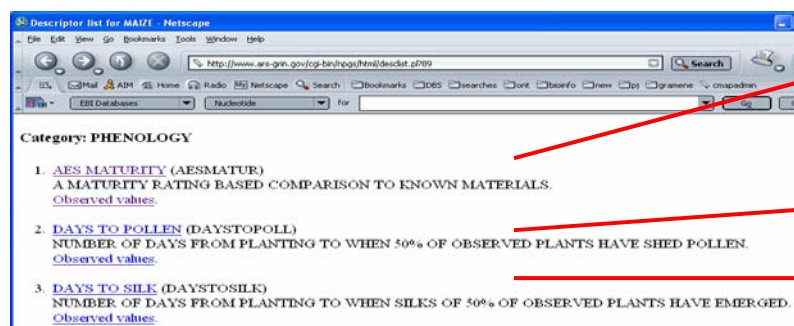 Descriptor list for MAIZE - Netscape
File Edit View Go Bookmarks Tools Window Help
http://www.ars-grin.gov/cgi-bin/npgs/html/desclist.pl?89 Search
Mail AIM Home Radio Netscape Search Bookmarks DBS searches ont bioinfo new pj gramene cmapadmin
EBI Databases Nucleotide for Go
Category: PHENOLOGY
1. AES MATURITY (AESMATUR)
A MATURITY RATING BASED COMPARISON TO KNOWN MATERIALS.
Observed values.
2. DAYS TO POLLEN (DAYSTOPOLL)
NUMBER OF DAYS FROM PLANTING TO WHEN 50% OF OBSERVED PLANTS HAVE SHED POLLEN.
Observed values.
3. DAYS TO SILK (DAYSTOSILK)
NUMBER OF DAYS FROM PLANTING TO WHEN SILKS OF 50% OF OBSERVED PLANTS HAVE EMERGED.
Observed values.